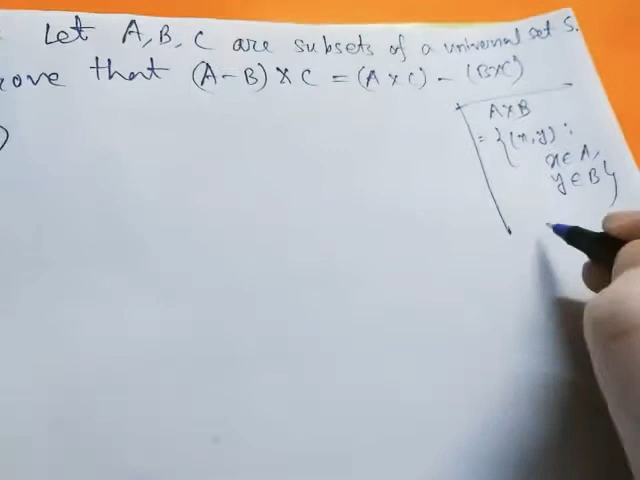 Let A, B, C are subsets of a universal set S.
rove that (A-B) × C = (A × C) - (B×C)
)
A×B
= {(x,y) :
x∈A,
y∈B}